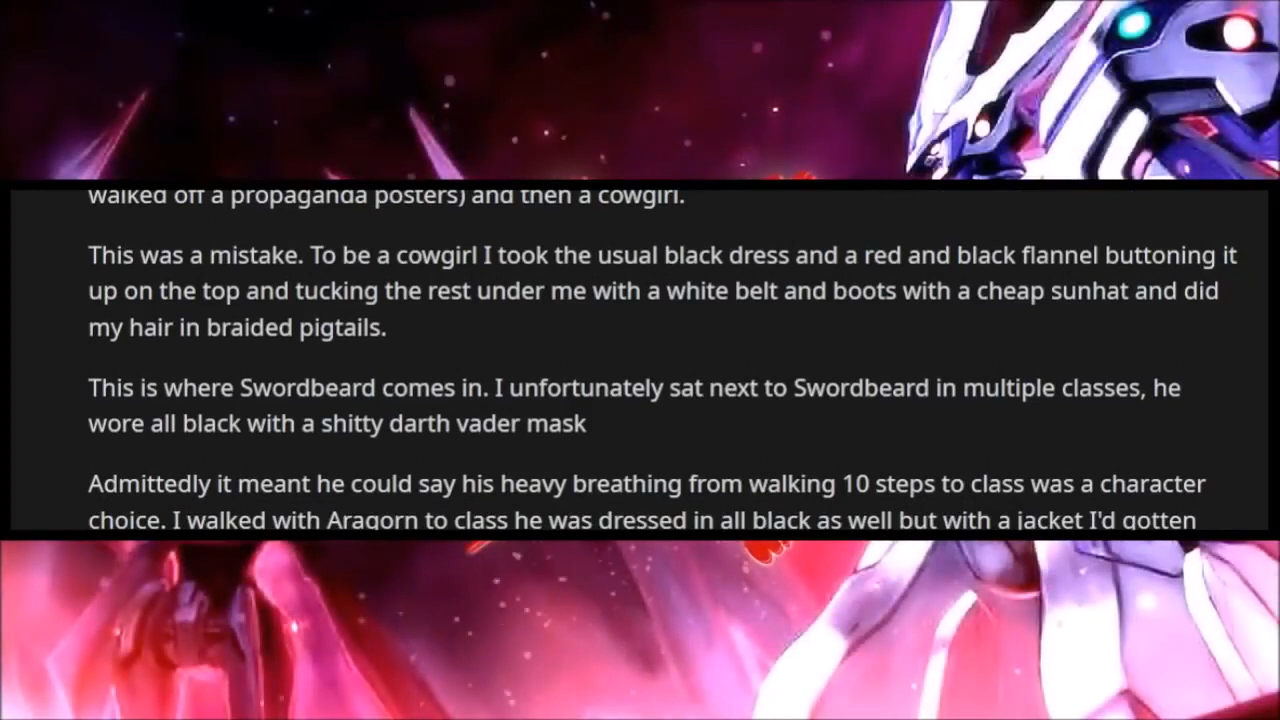 walked off a propaganda posters) and then a cowgirl.
This was a mistake. To be a cowgirl I took the usual black dress and a red and black flannel buttoning it
up on the top and tucking the rest under me with a white belt and boots with a cheap sunhat and did
my hair in braided pigtails.
This is where Swordbeard comes in. I unfortunately sat next to Swordbeard in multiple classes, he
wore all black with a shitty darth vader mask
Admittedly it meant he could say his heavy breathing from walking 10 steps to class was a character
choice. I walked with Aragorn to class he was dressed in all black as well but with a jacket I'd gotten